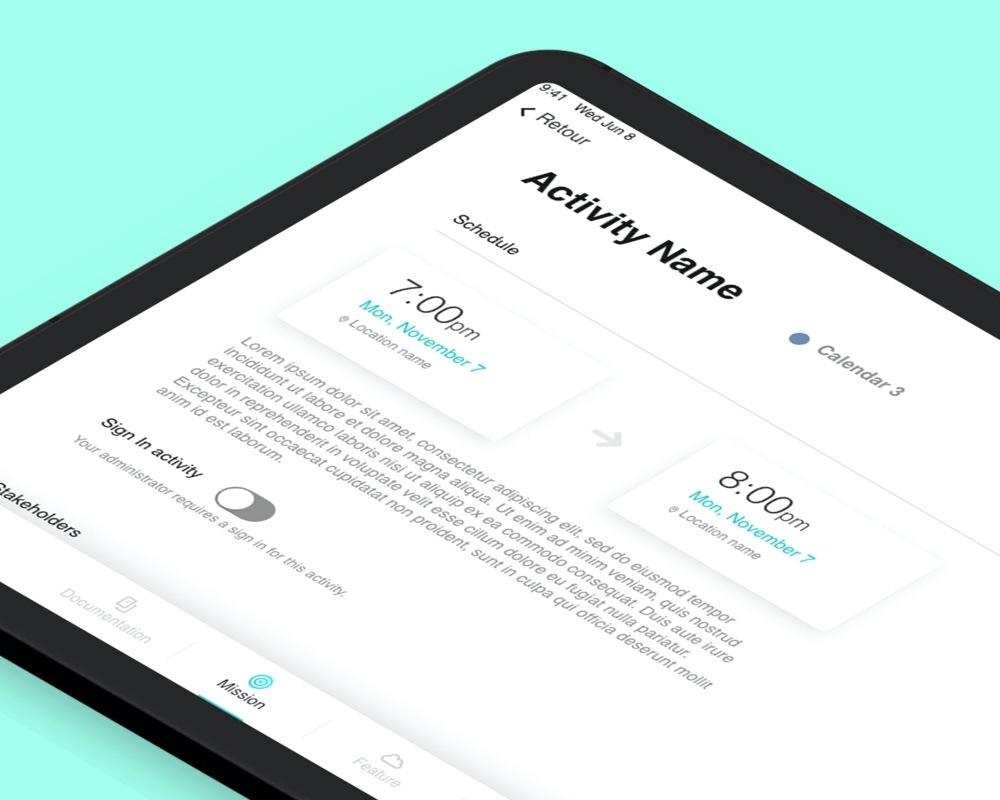 9:41 Wed Jun 8
Retour
Activity Name
Schedule
Calendar 3
7:00pm
Mon, November 7
Location name
8:00pm
Mon, November 7
Location name
Lorem ipsum dolor sit amet, consectetur adipiscing elit, sed do eiusmod tempor
incididunt ut labore et dolore magna aliqua. Ut enim ad minim veniam, quis nostrud
exercitation ullamco laboris nisi ut aliquip ex ea commodo consequat. Duis aute irure
dolor in reprehenderit in voluptate velit esse cillum dolore eu fugiat nulla pariatur.
Excepteur sint occaecat cupidatat non proident, sunt in culpa qui officia deserunt mollit
anim id est laborum.
Sign In activity
Your administrator requires a sign in for this activity.
Stakeholders
Documentation
Mission
Feature